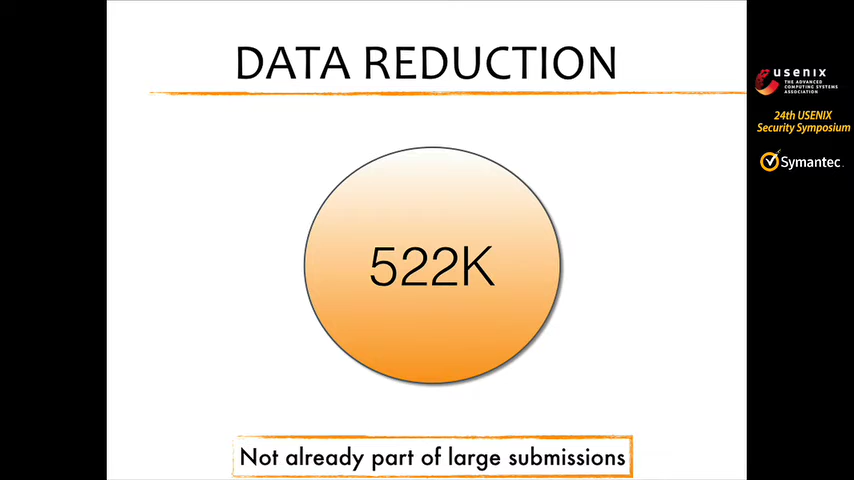 DATA REDUCTION
522K
Not already part of large submissions
usenix
THE ADVANCED
COMPUTING SYSTEMS
ASSOCIATION
24th USENIX
Security Symposium
Symantec.